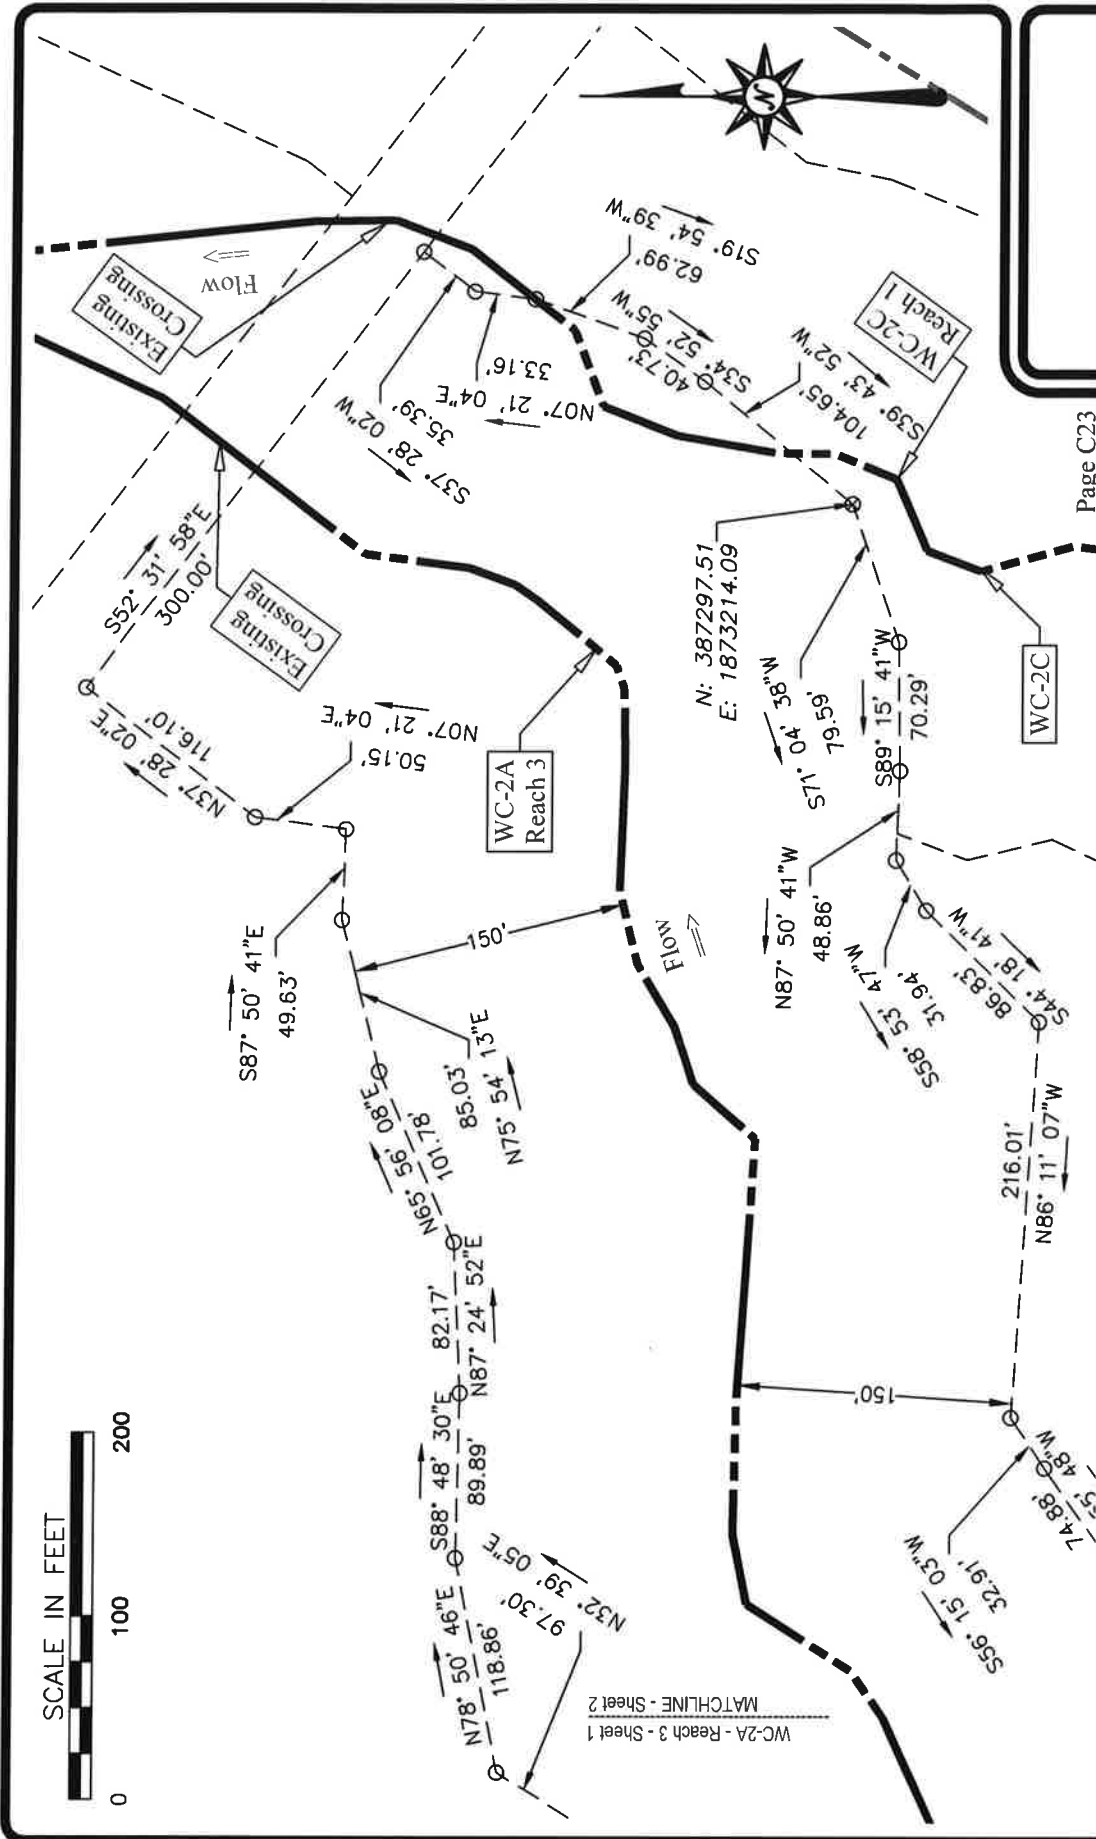 SCALE IN FEET
0
100
200
N
Existing
Crossing
Flow
S52° 31' 58"E
300.00'
Existing
Crossing
N37° 28' 02"E
116.10'
N07° 21' 04"E
50.15'
S87° 50' 41"E
49.63'
150'
N75° 54' 13"E
85.03'
N65° 56' 08"E
101.78'
N87° 24' 52"E
82.17'
S88° 48' 30"E
89.89'
N78° 50' 46"E
118.86'
N32° 39' 05"E
97.30'
WC-2A - Reach 3 - Sheet 1
MATCHLINE - Sheet 2
WC-2A
Reach 3
Flow
S37° 28' 02"W
35.39'
N07° 21' 04"E
33.16'
S19° 54' 39"W
62.99'
S34° 52' 55"W
40.73'
S39° 43' 52"W
104.65'
WC-2C
Reach 1
N: 387297.51
E: 1873214.09
S71° 04' 38"W
79.59'
S89° 15' 41"W
70.29'
WC-2C
N87° 50' 41"W
48.86'
S58° 53' 47"W
31.94'
S44° 18' 41"W
86.83'
216.01'
N86° 11' 07"W
150'
S56° 15' 03"W
32.91'
74.88'
48"W
Page C23